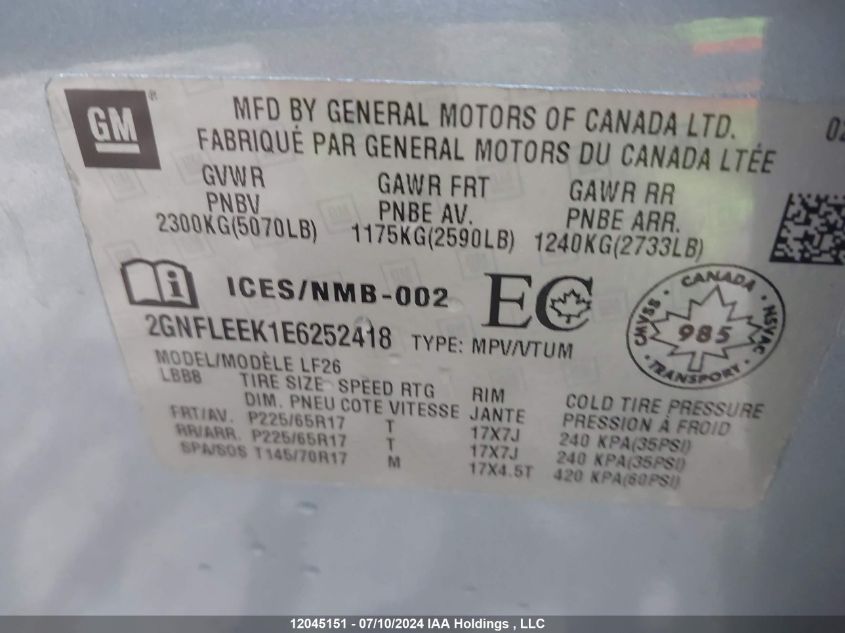 GM
MFD BY GENERAL MOTORS OF CANADA LTD.
FABRIQUÉ PAR GENERAL MOTORS DU CANADA LTÉE
02
GVWR GAWR FRT GAWR RR
PNBV PNBE AV. PNBE ARR.
2300KG(5070LB) 1175KG(2590LB) 1240KG(2733LB)
i ICES/NMB-002 EC
CANADA
CMVSS 985 NSVAC
TRANSPORT
2GNFLEEK1E6252418 TYPE: MPV/VTUM
MODEL/MODÈLE LF26
LBB8 TIRE SIZE SPEED RTG RIM COLD TIRE PRESSURE
DIM. PNEU COTE VITESSE JANTE PRESSION À FROID
FRT/AV. P225/65R17 T 17X7J 240 KPA(35PSI)
RR/ARR. P225/65R17 T 17X7J 240 KPA(35PSI)
SPA/SOS T145/70R17 M 17X4.5T 420 KPA(60PSI)
12045151 - 07/10/2024 IAA Holdings , LLC